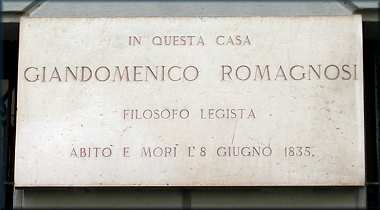 IN QUESTA CASA
GIANDOMENICO ROMAGNOSI
FILOSOFO LEGISTA
ABITÒ E MORÌ L'8 GIUGNO 1835.